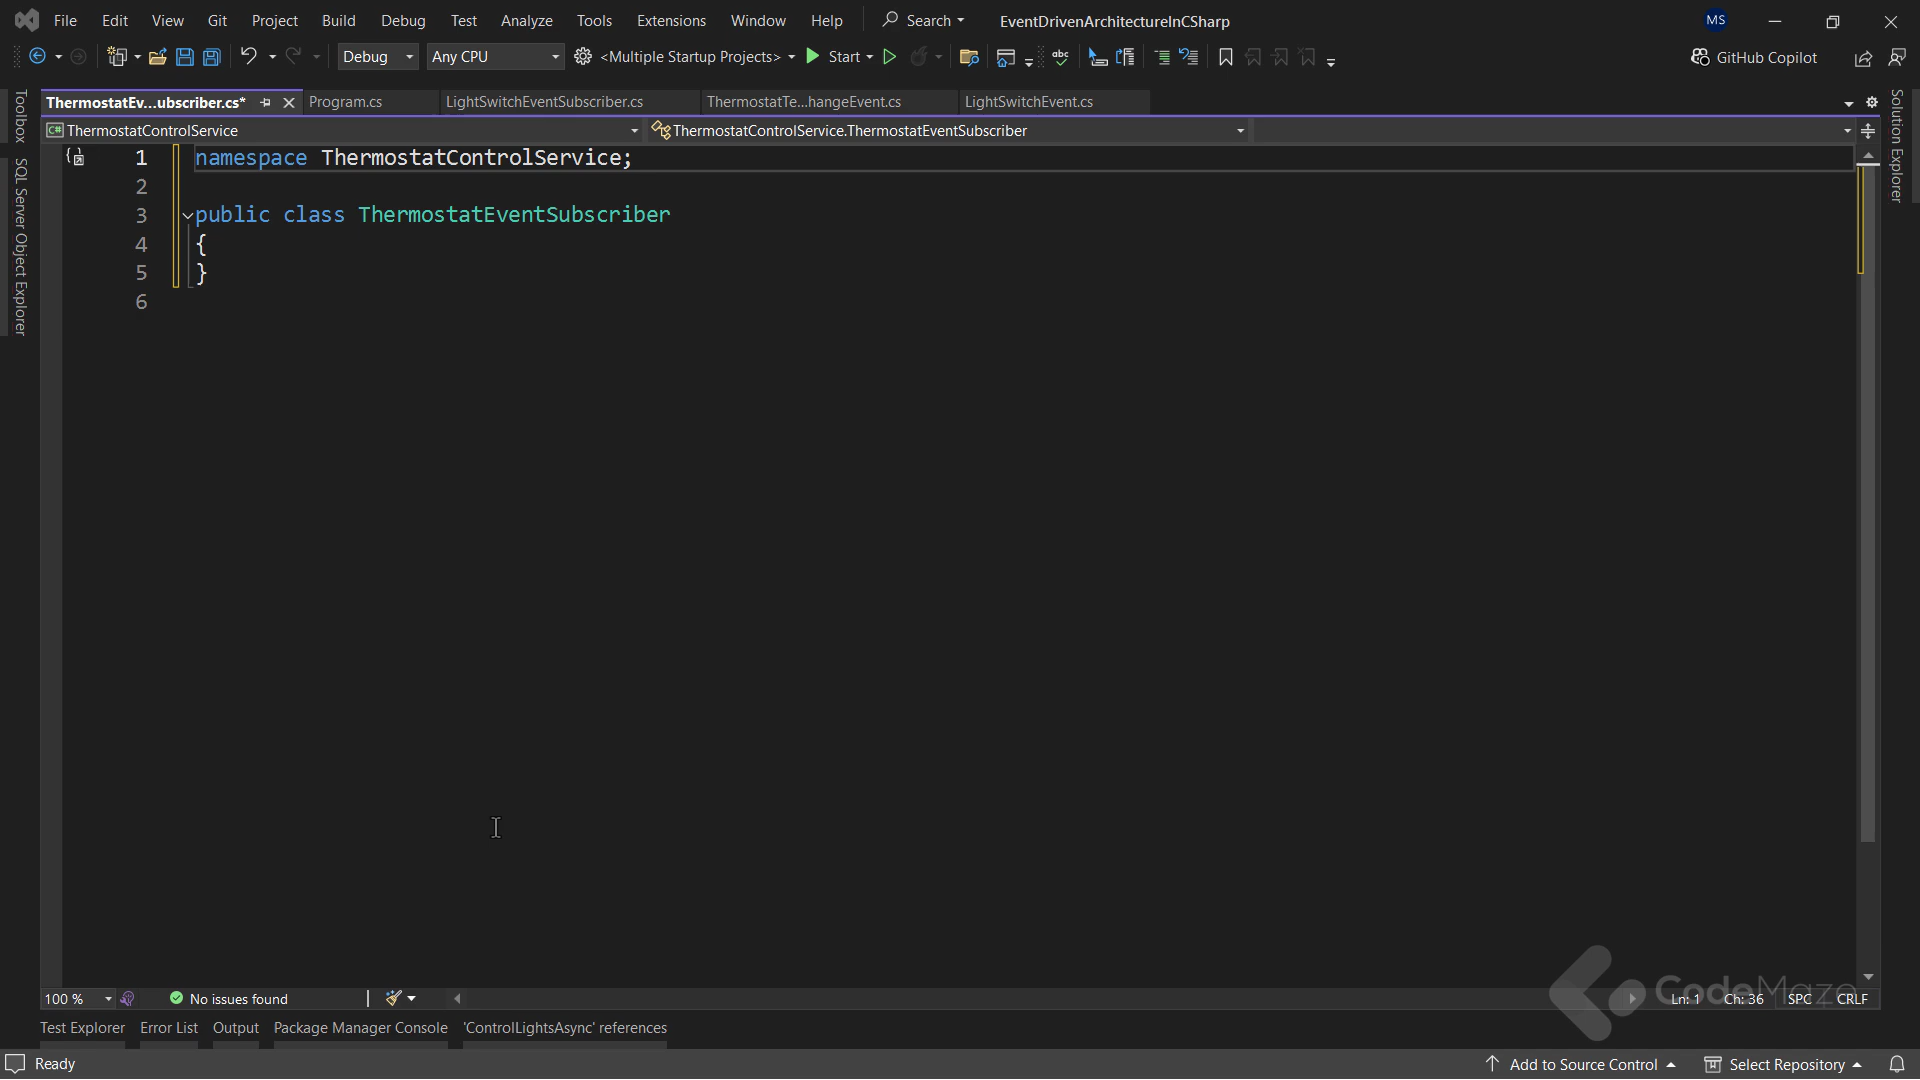 File Edit View Git Project Build Debug Test Analyze Tools Extensions Window Help Search EventDrivenArchitectureInCSharp MS
Debug Any CPU <Multiple Startup Projects> Start abc GitHub Copilot
ThermostatEv...ubscriber.cs* Program.cs LightSwitchEventSubscriber.cs ThermostatTe...hangeEvent.cs LightSwitchEvent.cs
C# ThermostatControlService ThermostatControlService.ThermostatEventSubscriber
Toolbox
SQL Server Object Explorer
Solution Explorer
1 namespace ThermostatControlService;
2
3 public class ThermostatEventSubscriber
4 {
5 }
6
CodeMaze
100 % No issues found Ln: 1 Ch: 36 SPC CRLF
Test Explorer Error List Output Package Manager Console 'ControlLightsAsync' references
Ready Add to Source Control Select Repository